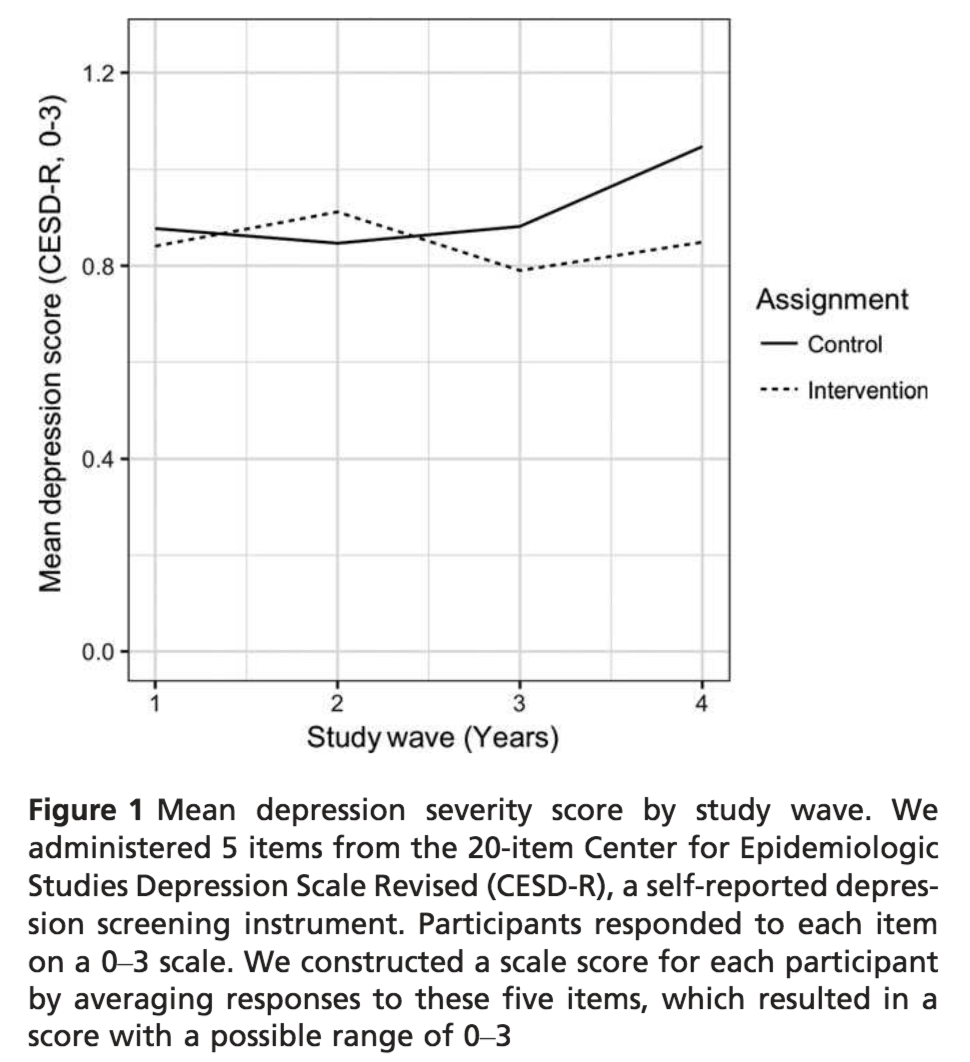 Mean depression score (CESD-R, 0-3)
1.2
0.8
0.4
0.0
1 2 3 4
Study wave (Years)
Assignment
Control
Intervention
Figure 1 Mean depression severity score by study wave. We
administered 5 items from the 20-item Center for Epidemiologic
Studies Depression Scale Revised (CESD-R), a self-reported depres-
sion screening instrument. Participants responded to each item
on a 0–3 scale. We constructed a scale score for each participant
by averaging responses to these five items, which resulted in a
score with a possible range of 0–3